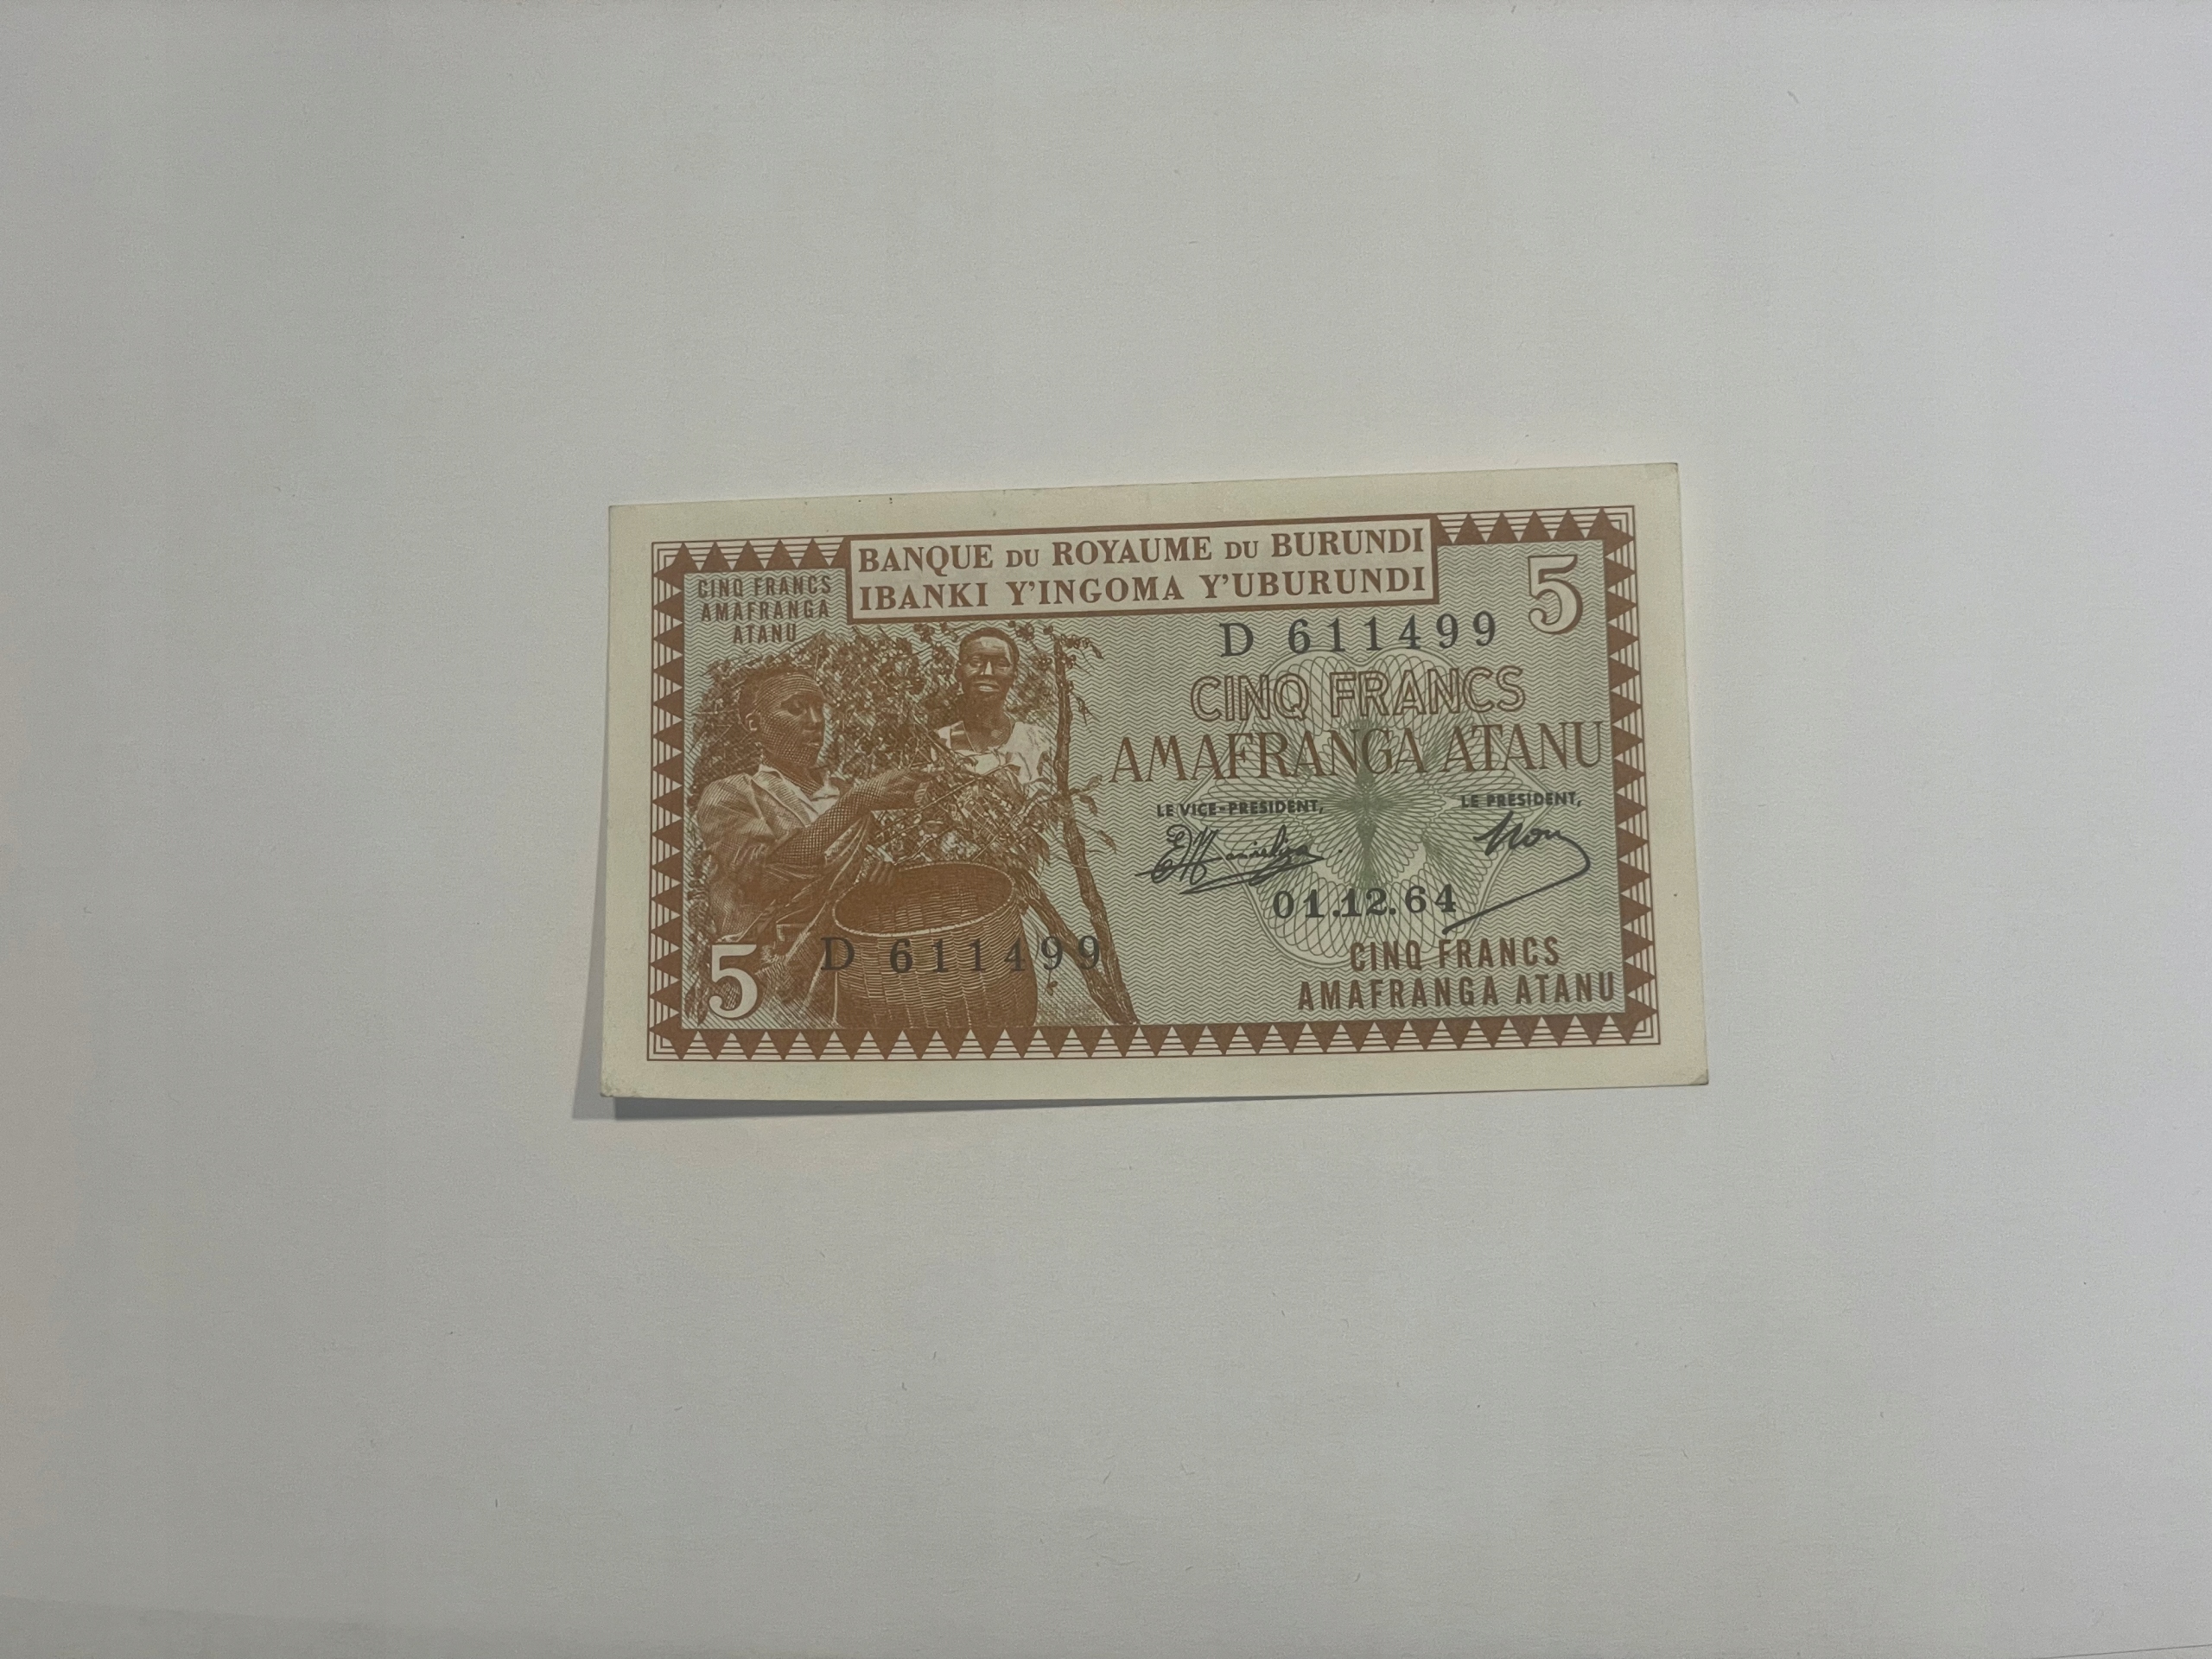 BANQUE DU ROYAUME DU BURUNDI
IBANKI Y'INGOMA Y'UBURUNDI
CINQ FRANCS
AMAFRANGA
ATANU
5
D 611499
CINQ FRANCS
AMAFRANGA ATANU
LE VICE-PRESIDENT,
LE PRESIDENT,
01.12.64
5
D 611499
CINQ FRANCS
AMAFRANGA ATANU